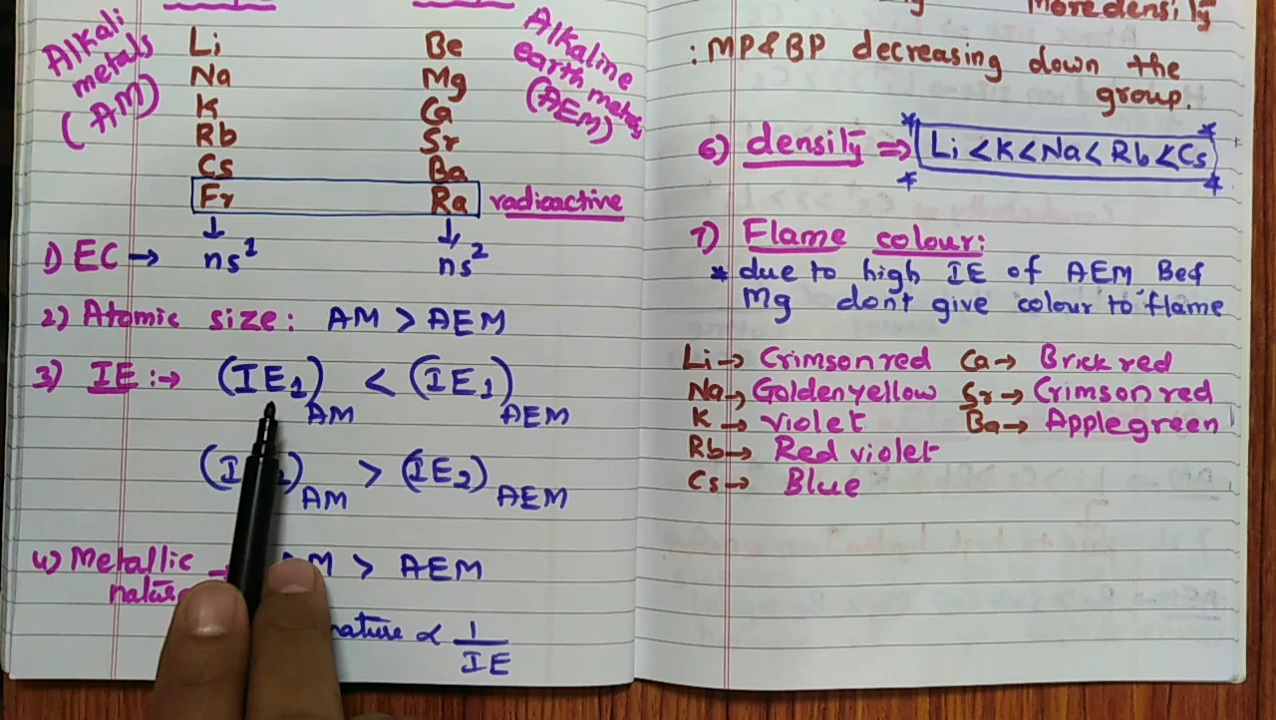 Alkali metals (AM)
Alkaline earth metals (AEM)
Li Be
Na Mg
K Ca
Rb Sr
Cs Ba
Fr Ra radioactive
↓ ↓
1) EC → ns¹ ns²
2) Atomic size: AM > AEM
3) IE :→ (IE₁)AM < (IE₁)AEM
AM > (IE₂)AEM
4) Metallic > AEM
nature ∝ 1/IE
More density
: MP & BP decreasing down the
group.
6) density ⇒ Li < K < Na < Rb < Cs
7) Flame colour:
* due to high IE of AEM Be &
Mg don't give colour to flame
Li → Crimson red Ca → Brick red
Na → Golden yellow Sr → Crimson red
K → violet Ba → Apple green
Rb → Red violet
Cs → Blue